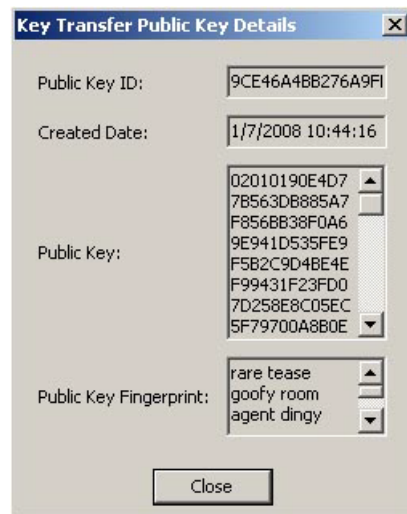 Key Transfer Public Key Details
Public Key ID: 9CE46A4BB276A9FI
Created Date: 1/7/2008 10:44:16
Public Key:
02010190E4D7
7B563DB885A7
F856BB38F0A6
9E941D535FE9
F5B2C9D4BE4E
F99431F23FD0
7D258E8C05EC
5F79700A8B0E
Public Key Fingerprint:
rare tease
goofy room
agent dingy
Close